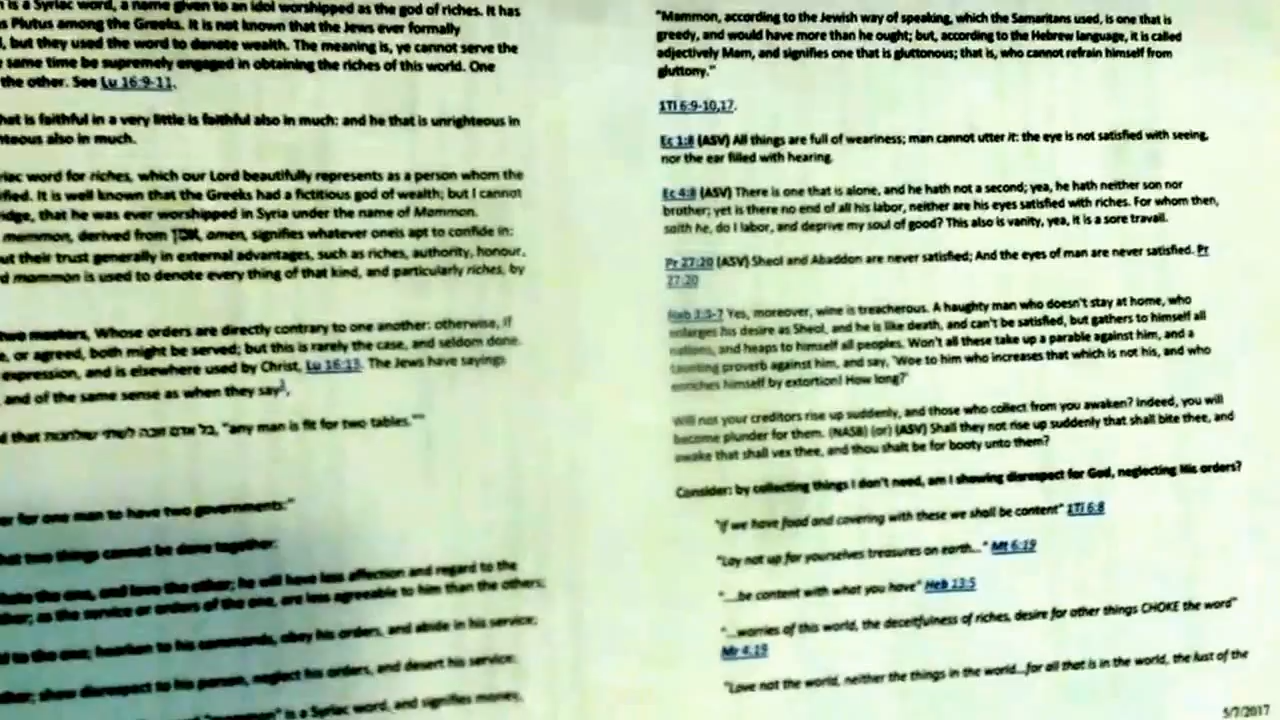 is a Syriac word, a name given to an idol worshipped as the god of riches. It has
Plutus among the Greeks. It is not known that the Jews ever formally
, but they used the word to denote wealth. The meaning is, ye cannot serve the
same time be supremely engaged in obtaining the riches of this world. One
the other. See Lu 16:9-11.
hat is faithful in a very little is faithful also in much: and he that is unrighteous in
teous also in much.
riac word for riches, which our Lord beautifully represents as a person whom the
ified. It is well known that the Greeks had a fictitious god of wealth; but I cannot
idge, that he was ever worshipped in Syria under the name of Mammon.
mammon, derived from אמן, amen, signifies whatever oneis apt to confide in:
ut their trust generally in external advantages, such as riches, authority, honour,
d mammon is used to denote every thing of that kind, and particularly riches, by
two masters, Whose orders are directly contrary to one another: otherwise, if
e, or agreed, both might be served; but this is rarely the case, and seldom done.
expression, and is elsewhere used by Christ, Lu 16:13. The Jews have sayings
and of the same sense as when they say,
d that כל אדם זוכה לשתי שולחנות, "any man is fit for two tables.""
er for one man to have two governments:"
hat two things cannot be done together:
hate the one, and love the other; he will have less affection and regard to the
ther; as the service or orders of the one, are less agreeable to him than the others;
d to the one; hearken to his commands, obey his orders, and abide in his service;
ther; show disrespect to his person, neglect his orders, and desert his service:
"mammon" is a Syriac word, and signifies money,
"Mammon, according to the Jewish way of speaking, which the Samaritans used, is one that is
greedy, and would have more than he ought; but, according to the Hebrew language, it is called
adjectively Mam, and signifies one that is gluttonous; that is, who cannot refrain himself from
gluttony."
1Ti 6:9-10,17.
Ec 1:8 (ASV) All things are full of weariness; man cannot utter it: the eye is not satisfied with seeing,
nor the ear filled with hearing.
Ec 4:8 (ASV) There is one that is alone, and he hath not a second; yea, he hath neither son nor
brother; yet is there no end of all his labor, neither are his eyes satisfied with riches. For whom then,
saith he, do I labor, and deprive my soul of good? This also is vanity, yea, it is a sore travail.
Pr 27:20 (ASV) Sheol and Abaddon are never satisfied; And the eyes of man are never satisfied. Pr
27:20
Hab 2:5-7 Yes, moreover, wine is treacherous. A haughty man who doesn't stay at home, who
enlarges his desire as Sheol, and he is like death, and can't be satisfied, but gathers to himself all
nations, and heaps to himself all peoples. Won't all these take up a parable against him, and a
taunting proverb against him, and say, 'Woe to him who increases that which is not his, and who
enriches himself by extortion! How long?'
Will not your creditors rise up suddenly, and those who collect from you awaken? Indeed, you will
become plunder for them. (NASB) (or) (ASV) Shall they not rise up suddenly that shall bite thee, and
awake that shall vex thee, and thou shalt be for booty unto them?
Consider: by collecting things I don't need, am I showing disrespect for God, neglecting His orders?
"If we have food and covering with these we shall be content" 1Ti 6:8
"Lay not up for yourselves treasures on earth..." Mt 6:19
"...be content with what you have" Heb 13:5
"...worries of this world, the deceitfulness of riches, desire for other things CHOKE the word"
Mr 4:19
"Love not the world, neither the things in the world...for all that is in the world, the lust of the
5/7/2017